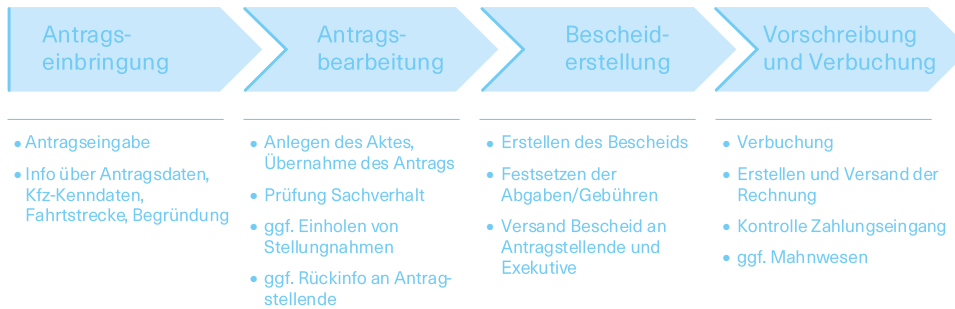 Antrags-
einbringung
Antrags-
bearbeitung
Bescheid-
erstellung
Vorschreibung
und Verbuchung
• Antragseingabe
• Info über Antragsdaten,
Kfz-Kenndaten,
Fahrtstrecke, Begründung
• Anlegen des Aktes,
Übernahme des Antrags
• Prüfung Sachverhalt
• ggf. Einholen von
Stellungnahmen
• ggf. Rückinfo an Antrag-
stellende
• Erstellen des Bescheids
• Festsetzen der
Abgaben/Gebühren
• Versand Bescheid an
Antragstellende und
Exekutive
• Verbuchung
• Erstellen und Versand der
Rechnung
• Kontrolle Zahlungseingang
• ggf. Mahnwesen